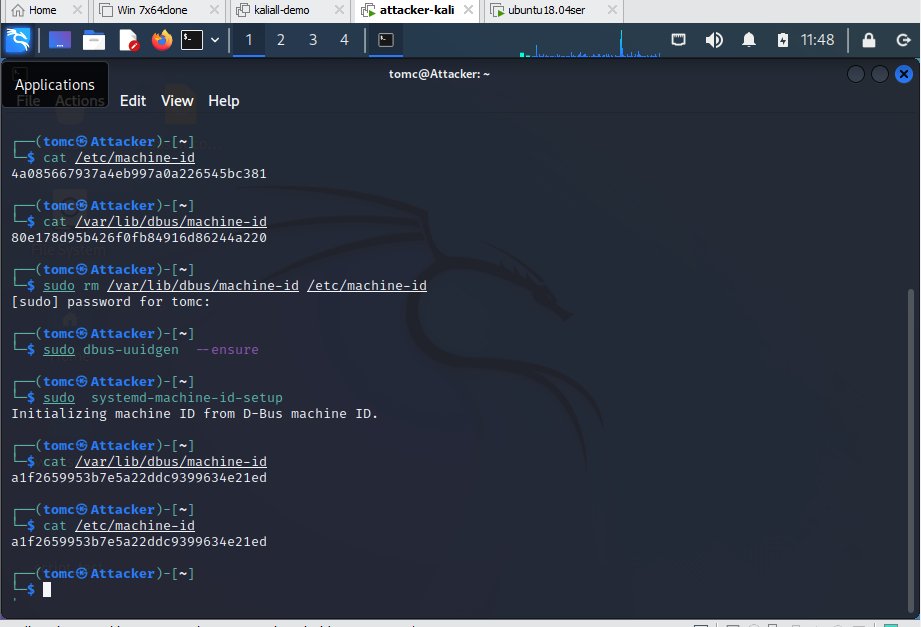 Home Win 7x64clone kaliall-demo attacker-kali ubuntu18.04ser
1 2 3 4 11:48
tomc@Attacker: ~
Applications
File Actions Edit View Help
┌──(tomc㉿Attacker)-[~]
└─$ cat /etc/machine-id
4a085667937a4eb997a0a226545bc381
┌──(tomc㉿Attacker)-[~]
└─$ cat /var/lib/dbus/machine-id
80e178d95b426f0fb84916d86244a220
┌──(tomc㉿Attacker)-[~]
└─$ sudo rm /var/lib/dbus/machine-id /etc/machine-id
[sudo] password for tomc:
┌──(tomc㉿Attacker)-[~]
└─$ sudo dbus-uuidgen --ensure
┌──(tomc㉿Attacker)-[~]
└─$ sudo systemd-machine-id-setup
Initializing machine ID from D-Bus machine ID.
┌──(tomc㉿Attacker)-[~]
└─$ cat /var/lib/dbus/machine-id
a1f2659953b7e5a22ddc9399634e21ed
┌──(tomc㉿Attacker)-[~]
└─$ cat /etc/machine-id
a1f2659953b7e5a22ddc9399634e21ed
┌──(tomc㉿Attacker)-[~]
└─$